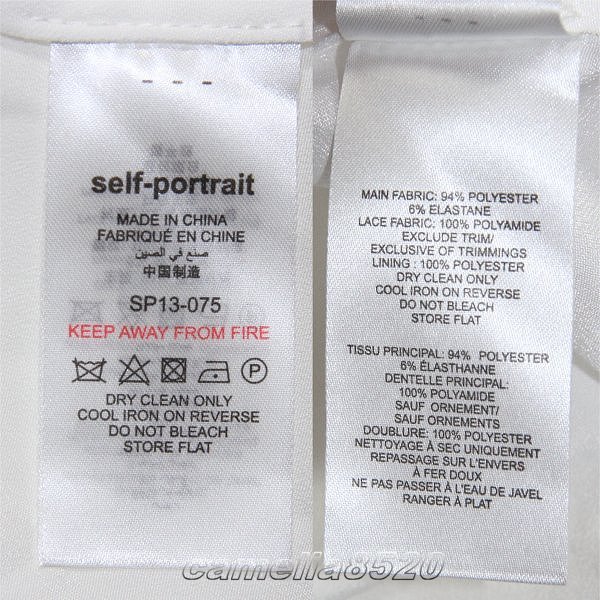 self-portrait
MADE IN CHINA
FABRIQUÉ EN CHINE
صنع في الصين
中国制造
SP13-075
KEEP AWAY FROM FIRE
P
DRY CLEAN ONLY
COOL IRON ON REVERSE
DO NOT BLEACH
STORE FLAT
MAIN FABRIC: 94% POLYESTER
6% ELASTANE
LACE FABRIC: 100% POLYAMIDE
EXCLUDE TRIM/
EXCLUSIVE OF TRIMMINGS
LINING : 100% POLYESTER
DRY CLEAN ONLY
COOL IRON ON REVERSE
DO NOT BLEACH
STORE FLAT
TISSU PRINCIPAL: 94% POLYESTER
6% ÉLASTHANNE
DENTELLE PRINCIPAL:
100% POLYAMIDE
SAUF ORNEMENT/
SAUF ORNEMENTS
DOUBLURE: 100% POLYESTER
NETTOYAGE À SEC UNIQUEMENT
REPASSAGE SUR L'ENVERS
À FER DOUX
NE PAS PASSER À L'EAU DE JAVEL
RANGER À PLAT
camella8520